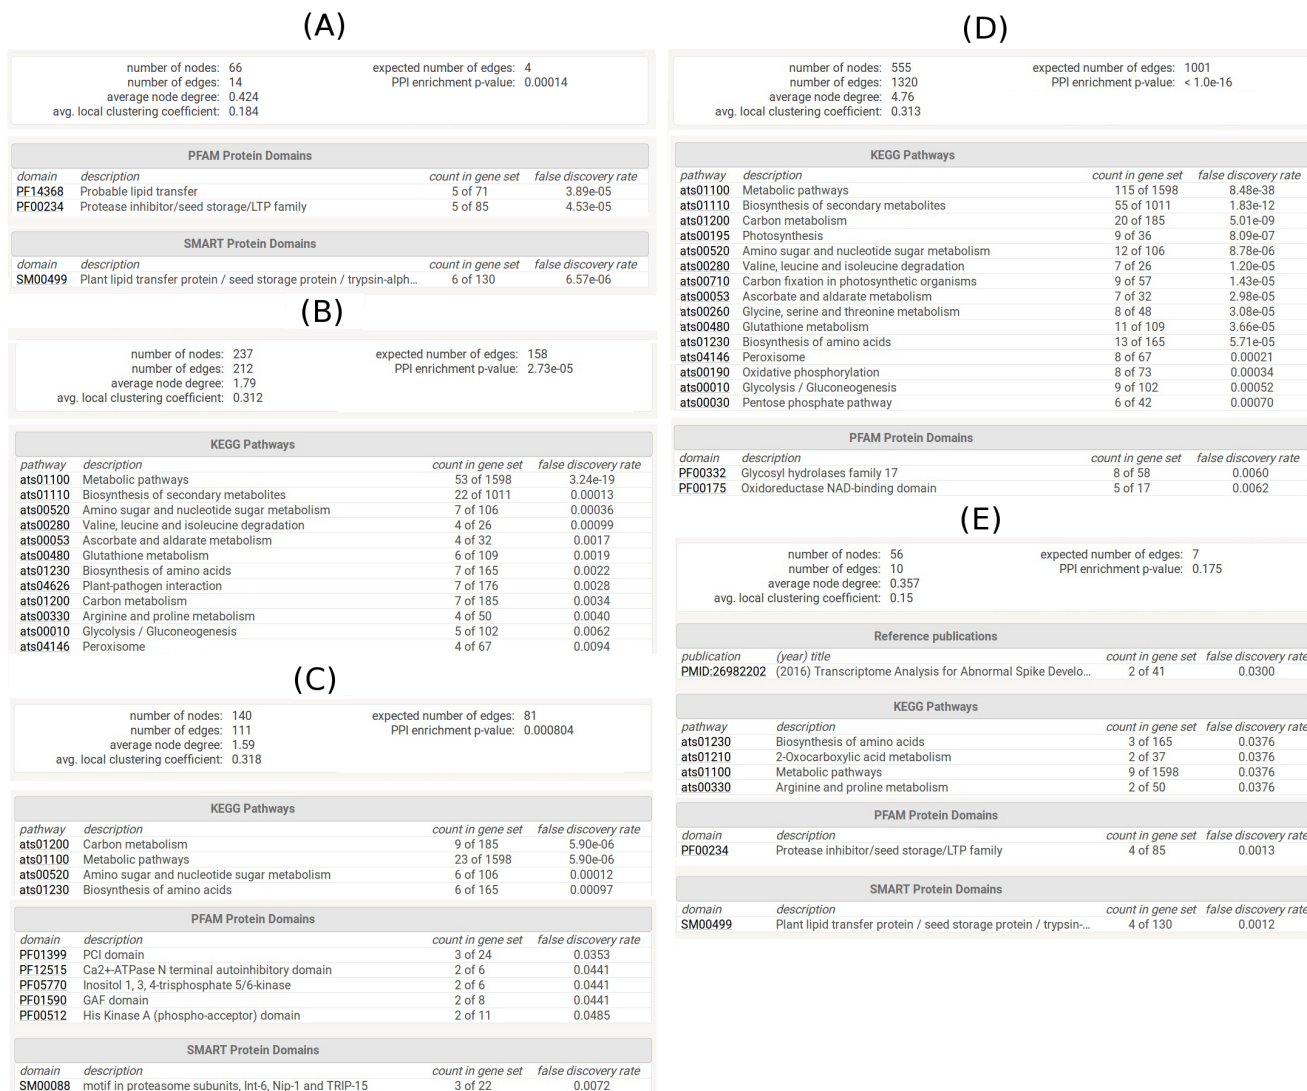 (A)
number of nodes: 66 expected number of edges: 4
number of edges: 14 PPI enrichment p-value: 0.00014
average node degree: 0.424
avg. local clustering coefficient: 0.184
PFAM Protein Domains
domain description count in gene set false discovery rate
PF14368 Probable lipid transfer 5 of 71 3.89e-05
PF00234 Protease inhibitor/seed storage/LTP family 5 of 85 4.53e-05
SMART Protein Domains
domain description count in gene set false discovery rate
SM00499 Plant lipid transfer protein / seed storage protein / trypsin-alph... 6 of 130 6.57e-06
(B)
number of nodes: 237 expected number of edges: 158
number of edges: 212 PPI enrichment p-value: 2.73e-05
average node degree: 1.79
avg. local clustering coefficient: 0.312
KEGG Pathways
pathway description count in gene set false discovery rate
ats01100 Metabolic pathways 53 of 1598 3.24e-19
ats01110 Biosynthesis of secondary metabolites 22 of 1011 0.00013
ats00520 Amino sugar and nucleotide sugar metabolism 7 of 106 0.00036
ats00280 Valine, leucine and isoleucine degradation 4 of 26 0.00099
ats00053 Ascorbate and aldarate metabolism 4 of 32 0.0017
ats00480 Glutathione metabolism 6 of 109 0.0019
ats01230 Biosynthesis of amino acids 7 of 165 0.0022
ats04626 Plant-pathogen interaction 7 of 176 0.0028
ats01200 Carbon metabolism 7 of 185 0.0034
ats00330 Arginine and proline metabolism 4 of 50 0.0040
ats00010 Glycolysis / Gluconeogenesis 5 of 102 0.0062
ats04146 Peroxisome 4 of 67 0.0094
(C)
number of nodes: 140 expected number of edges: 81
number of edges: 111 PPI enrichment p-value: 0.000804
average node degree: 1.59
avg. local clustering coefficient: 0.318
KEGG Pathways
pathway description count in gene set false discovery rate
ats01200 Carbon metabolism 9 of 185 5.90e-06
ats01100 Metabolic pathways 23 of 1598 5.90e-06
ats00520 Amino sugar and nucleotide sugar metabolism 6 of 106 0.00012
ats01230 Biosynthesis of amino acids 6 of 165 0.00097
PFAM Protein Domains
domain description count in gene set false discovery rate
PF01399 PCI domain 3 of 24 0.0353
PF12515 Ca2+-ATPase N terminal autoinhibitory domain 2 of 6 0.0441
PF05770 Inositol 1, 3, 4-trisphosphate 5/6-kinase 2 of 6 0.0441
PF01590 GAF domain 2 of 8 0.0441
PF00512 His Kinase A (phospho-acceptor) domain 2 of 11 0.0485
SMART Protein Domains
domain description count in gene set false discovery rate
SM00088 motif in proteasome subunits, Int-6, Nip-1 and TRIP-15 3 of 22 0.0072
(D)
number of nodes: 555 expected number of edges: 1001
number of edges: 1320 PPI enrichment p-value: < 1.0e-16
average node degree: 4.76
avg. local clustering coefficient: 0.313
KEGG Pathways
pathway description count in gene set false discovery rate
ats01100 Metabolic pathways 115 of 1598 8.48e-38
ats01110 Biosynthesis of secondary metabolites 55 of 1011 1.83e-12
ats01200 Carbon metabolism 20 of 185 5.01e-09
ats00195 Photosynthesis 9 of 36 8.09e-07
ats00520 Amino sugar and nucleotide sugar metabolism 12 of 106 8.78e-06
ats00280 Valine, leucine and isoleucine degradation 7 of 26 1.20e-05
ats00710 Carbon fixation in photosynthetic organisms 9 of 57 1.43e-05
ats00053 Ascorbate and aldarate metabolism 7 of 32 2.98e-05
ats00260 Glycine, serine and threonine metabolism 8 of 48 3.08e-05
ats00480 Glutathione metabolism 11 of 109 3.66e-05
ats01230 Biosynthesis of amino acids 13 of 165 5.71e-05
ats04146 Peroxisome 8 of 67 0.00021
ats00190 Oxidative phosphorylation 8 of 73 0.00034
ats00010 Glycolysis / Gluconeogenesis 9 of 102 0.00052
ats00030 Pentose phosphate pathway 6 of 42 0.00070
PFAM Protein Domains
domain description count in gene set false discovery rate
PF00332 Glycosyl hydrolases family 17 8 of 58 0.0060
PF00175 Oxidoreductase NAD-binding domain 5 of 17 0.0062
(E)
number of nodes: 56 expected number of edges: 7
number of edges: 10 PPI enrichment p-value: 0.175
average node degree: 0.357
avg. local clustering coefficient: 0.15
Reference publications
publication (year) title count in gene set false discovery rate
PMID:26982202 (2016) Transcriptome Analysis for Abnormal Spike Develo... 2 of 41 0.0300
KEGG Pathways
pathway description count in gene set false discovery rate
ats01230 Biosynthesis of amino acids 3 of 165 0.0376
ats01210 2-Oxocarboxylic acid metabolism 2 of 37 0.0376
ats01100 Metabolic pathways 9 of 1598 0.0376
ats00330 Arginine and proline metabolism 2 of 50 0.0376
PFAM Protein Domains
domain description count in gene set false discovery rate
PF00234 Protease inhibitor/seed storage/LTP family 4 of 85 0.0013
SMART Protein Domains
domain description count in gene set false discovery rate
SM00499 Plant lipid transfer protein / seed storage protein / trypsin-... 4 of 130 0.0012